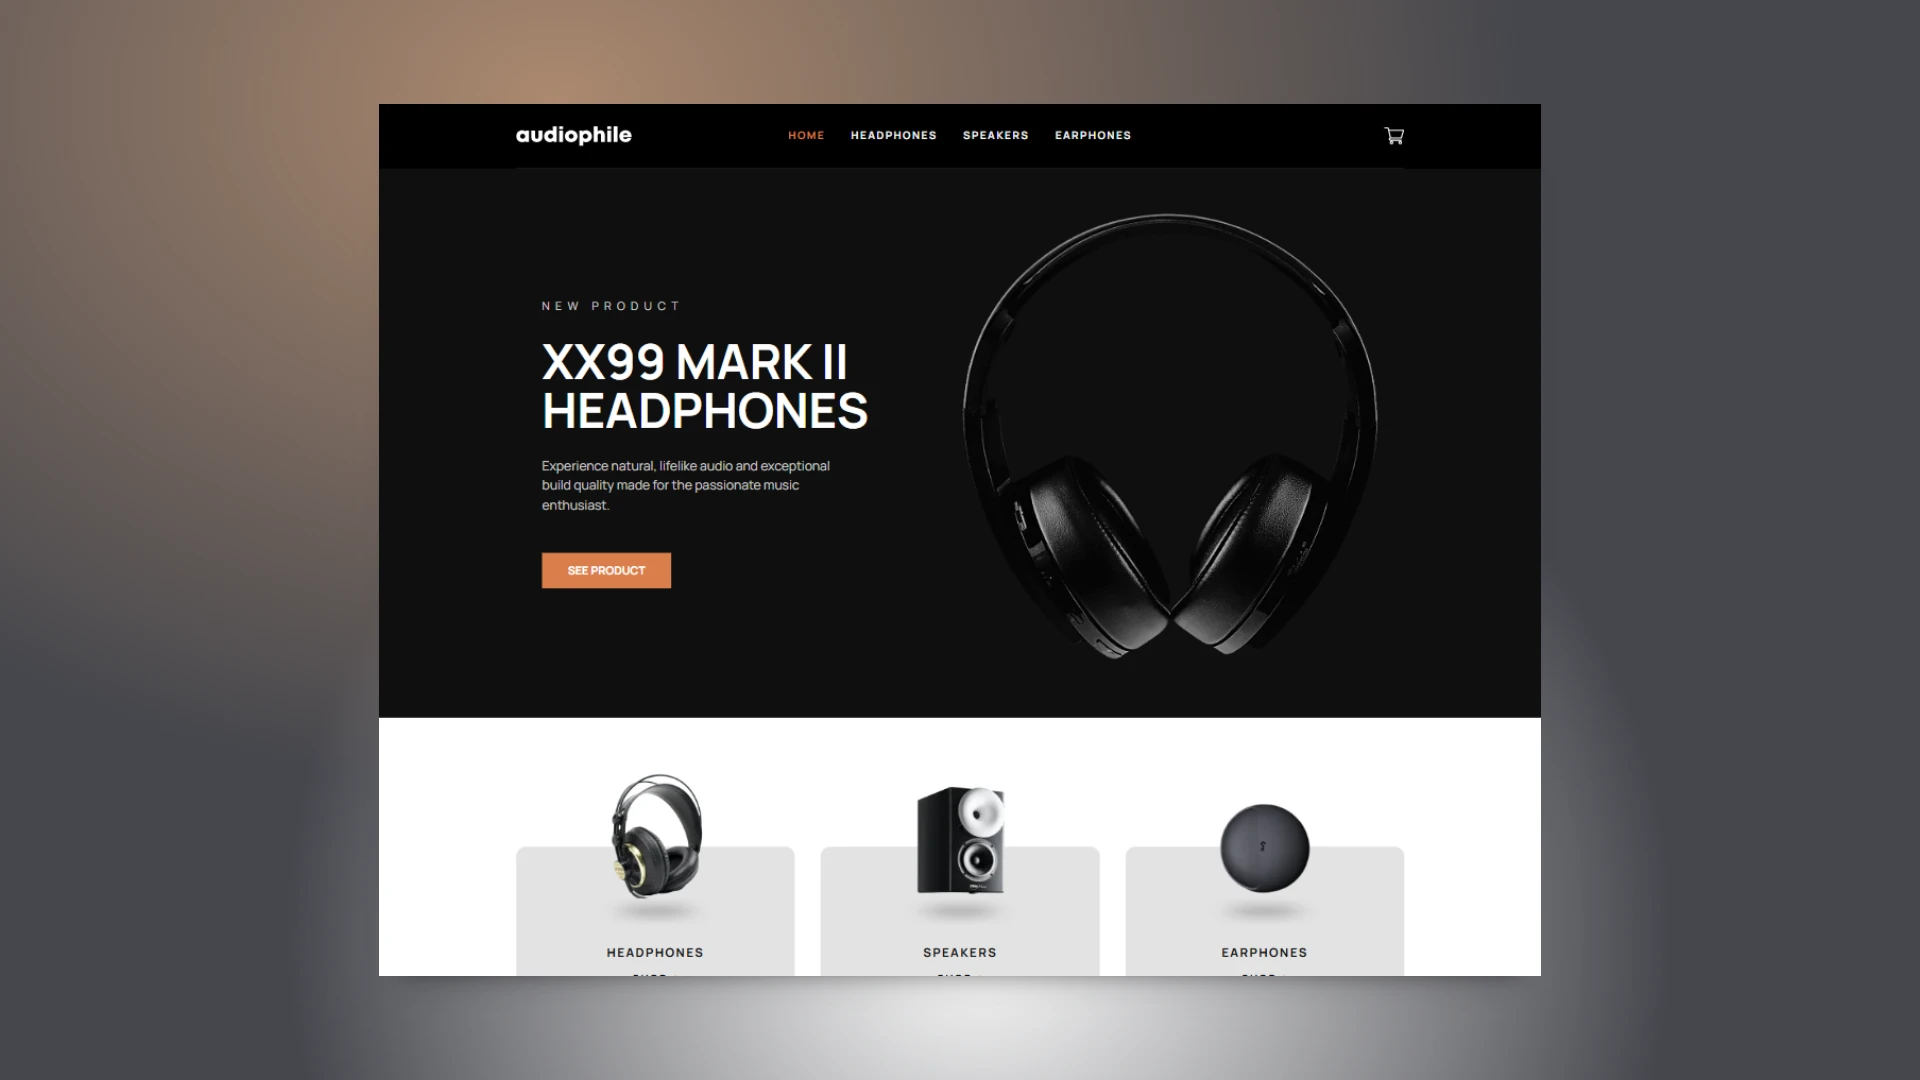 audiophile
HOME HEADPHONES SPEAKERS EARPHONES
NEW PRODUCT
XX99 MARK II
HEADPHONES
Experience natural, lifelike audio and exceptional
build quality made for the passionate music
enthusiast.
SEE PRODUCT
HEADPHONES
SPEAKERS
EARPHONES